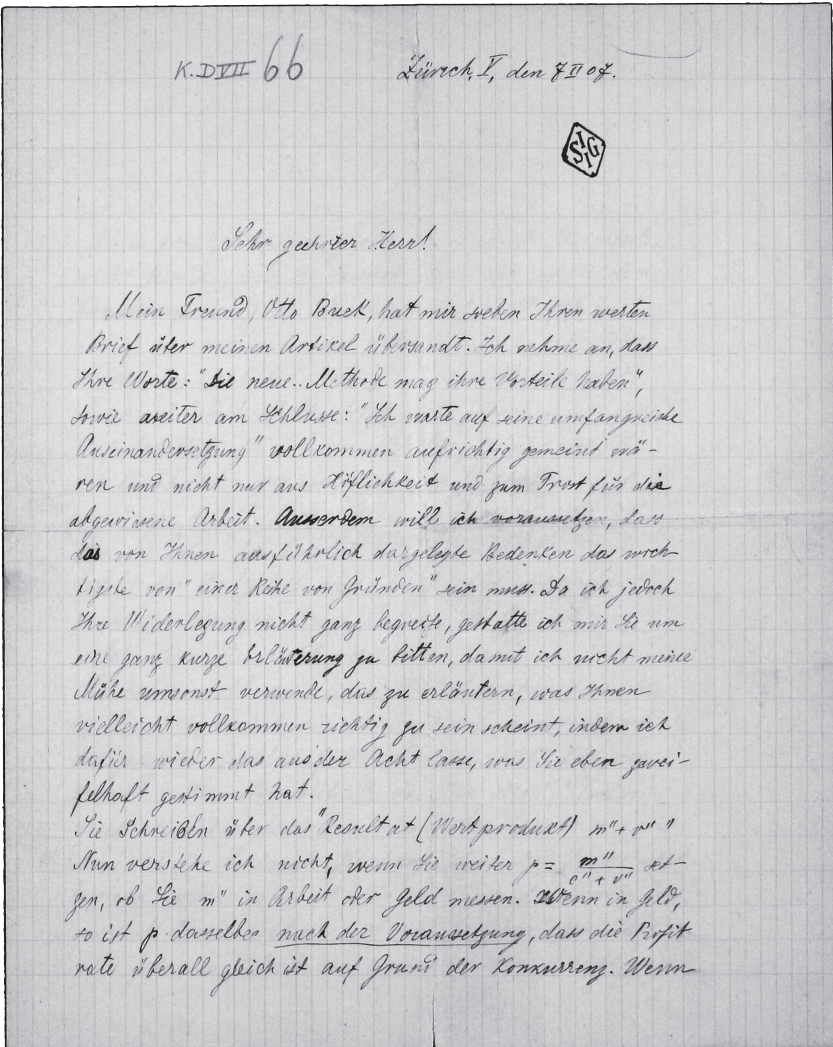 K. DVII 66
Zürich, V, den 7 II 07.
SIGI
Sehr geehrter Herr!
Mein Freund, Otto Buek, hat mir soeben Ihren werten
Brief über meinen Artikel übersandt. Ich nehme an, dass
Ihre Worte: "Die neue.. Methode mag ihre Vorteile haben",
sowie weiter am Schlusse: "Ich warte auf seine umfangreiche
Auseinandersetzung" vollkommen aufrichtig gemeint wä-
ren und nicht nur aus Höflichkeit und zum Trost für die
abgewiesene Arbeit. Ausserdem will ich voraussetzen, dass
das von Ihnen ausführlich dargelegte Bedenken das wich-
tigste von "einer Reihe von Gründen" sein muss. Da ich jedoch
Ihre Widerlegung nicht ganz begreife, gestatte ich mir Sie um
eine ganz kurze Erläuterung zu bitten, damit ich nicht meine
Mühe umsonst verwende, das zu erläutern, was Ihnen
vielleicht vollkommen richtig zu sein scheint, indem ich
dafür wieder das aus der Acht lasse, was Sie eben zwei-
felhaft gestimmt hat.
Sie Schreiben über das "Resultat (Wertprodukt) m" + v" "
Nun verstehe ich nicht, wenn Sie weiter p = m"/c" + v" set-
zen, ob Sie m" in Arbeit oder Geld messen. Wenn in Geld,
so ist p dasselbe nach der Voraussetzung, dass die Profit
rate überall gleich ist auf Grund der Konkurrenz. Wenn